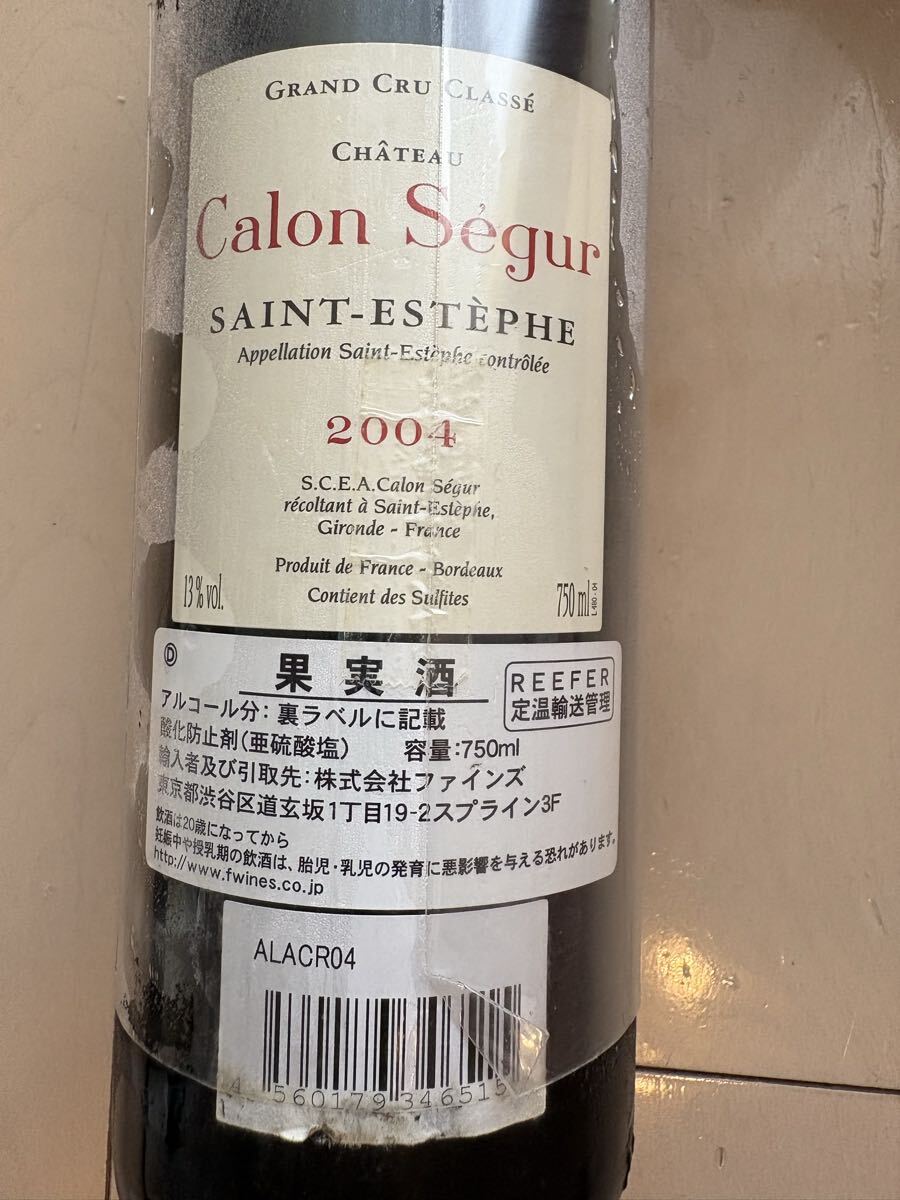 GRAND CRU CLASSÉ
CHÂTEAU
Calon Ségur
SAINT-ESTÈPHE
Appellation Saint-Estèphe contrôlée
2004
S.C.E.A.Calon Ségur
récoltant à Saint-Estèphe,
Gironde - France
Produit de France - Bordeaux
Contient des Sulfites
13 % vol.
750 ml
L 480 - 04
D
果実酒
REEFER
定温輸送管理
アルコール分：裏ラベルに記載
酸化防止剤(亜硫酸塩) 容量:750ml
輸入者及び引取先：株式会社ファインズ
東京都渋谷区道玄坂1丁目19-2スプライン3F
飲酒は20歳になってから
妊娠中や授乳期の飲酒は、胎児・乳児の発育に悪影響を与える恐れがあります。
http://www.fwines.co.jp
ALACR04
4 560179 346515